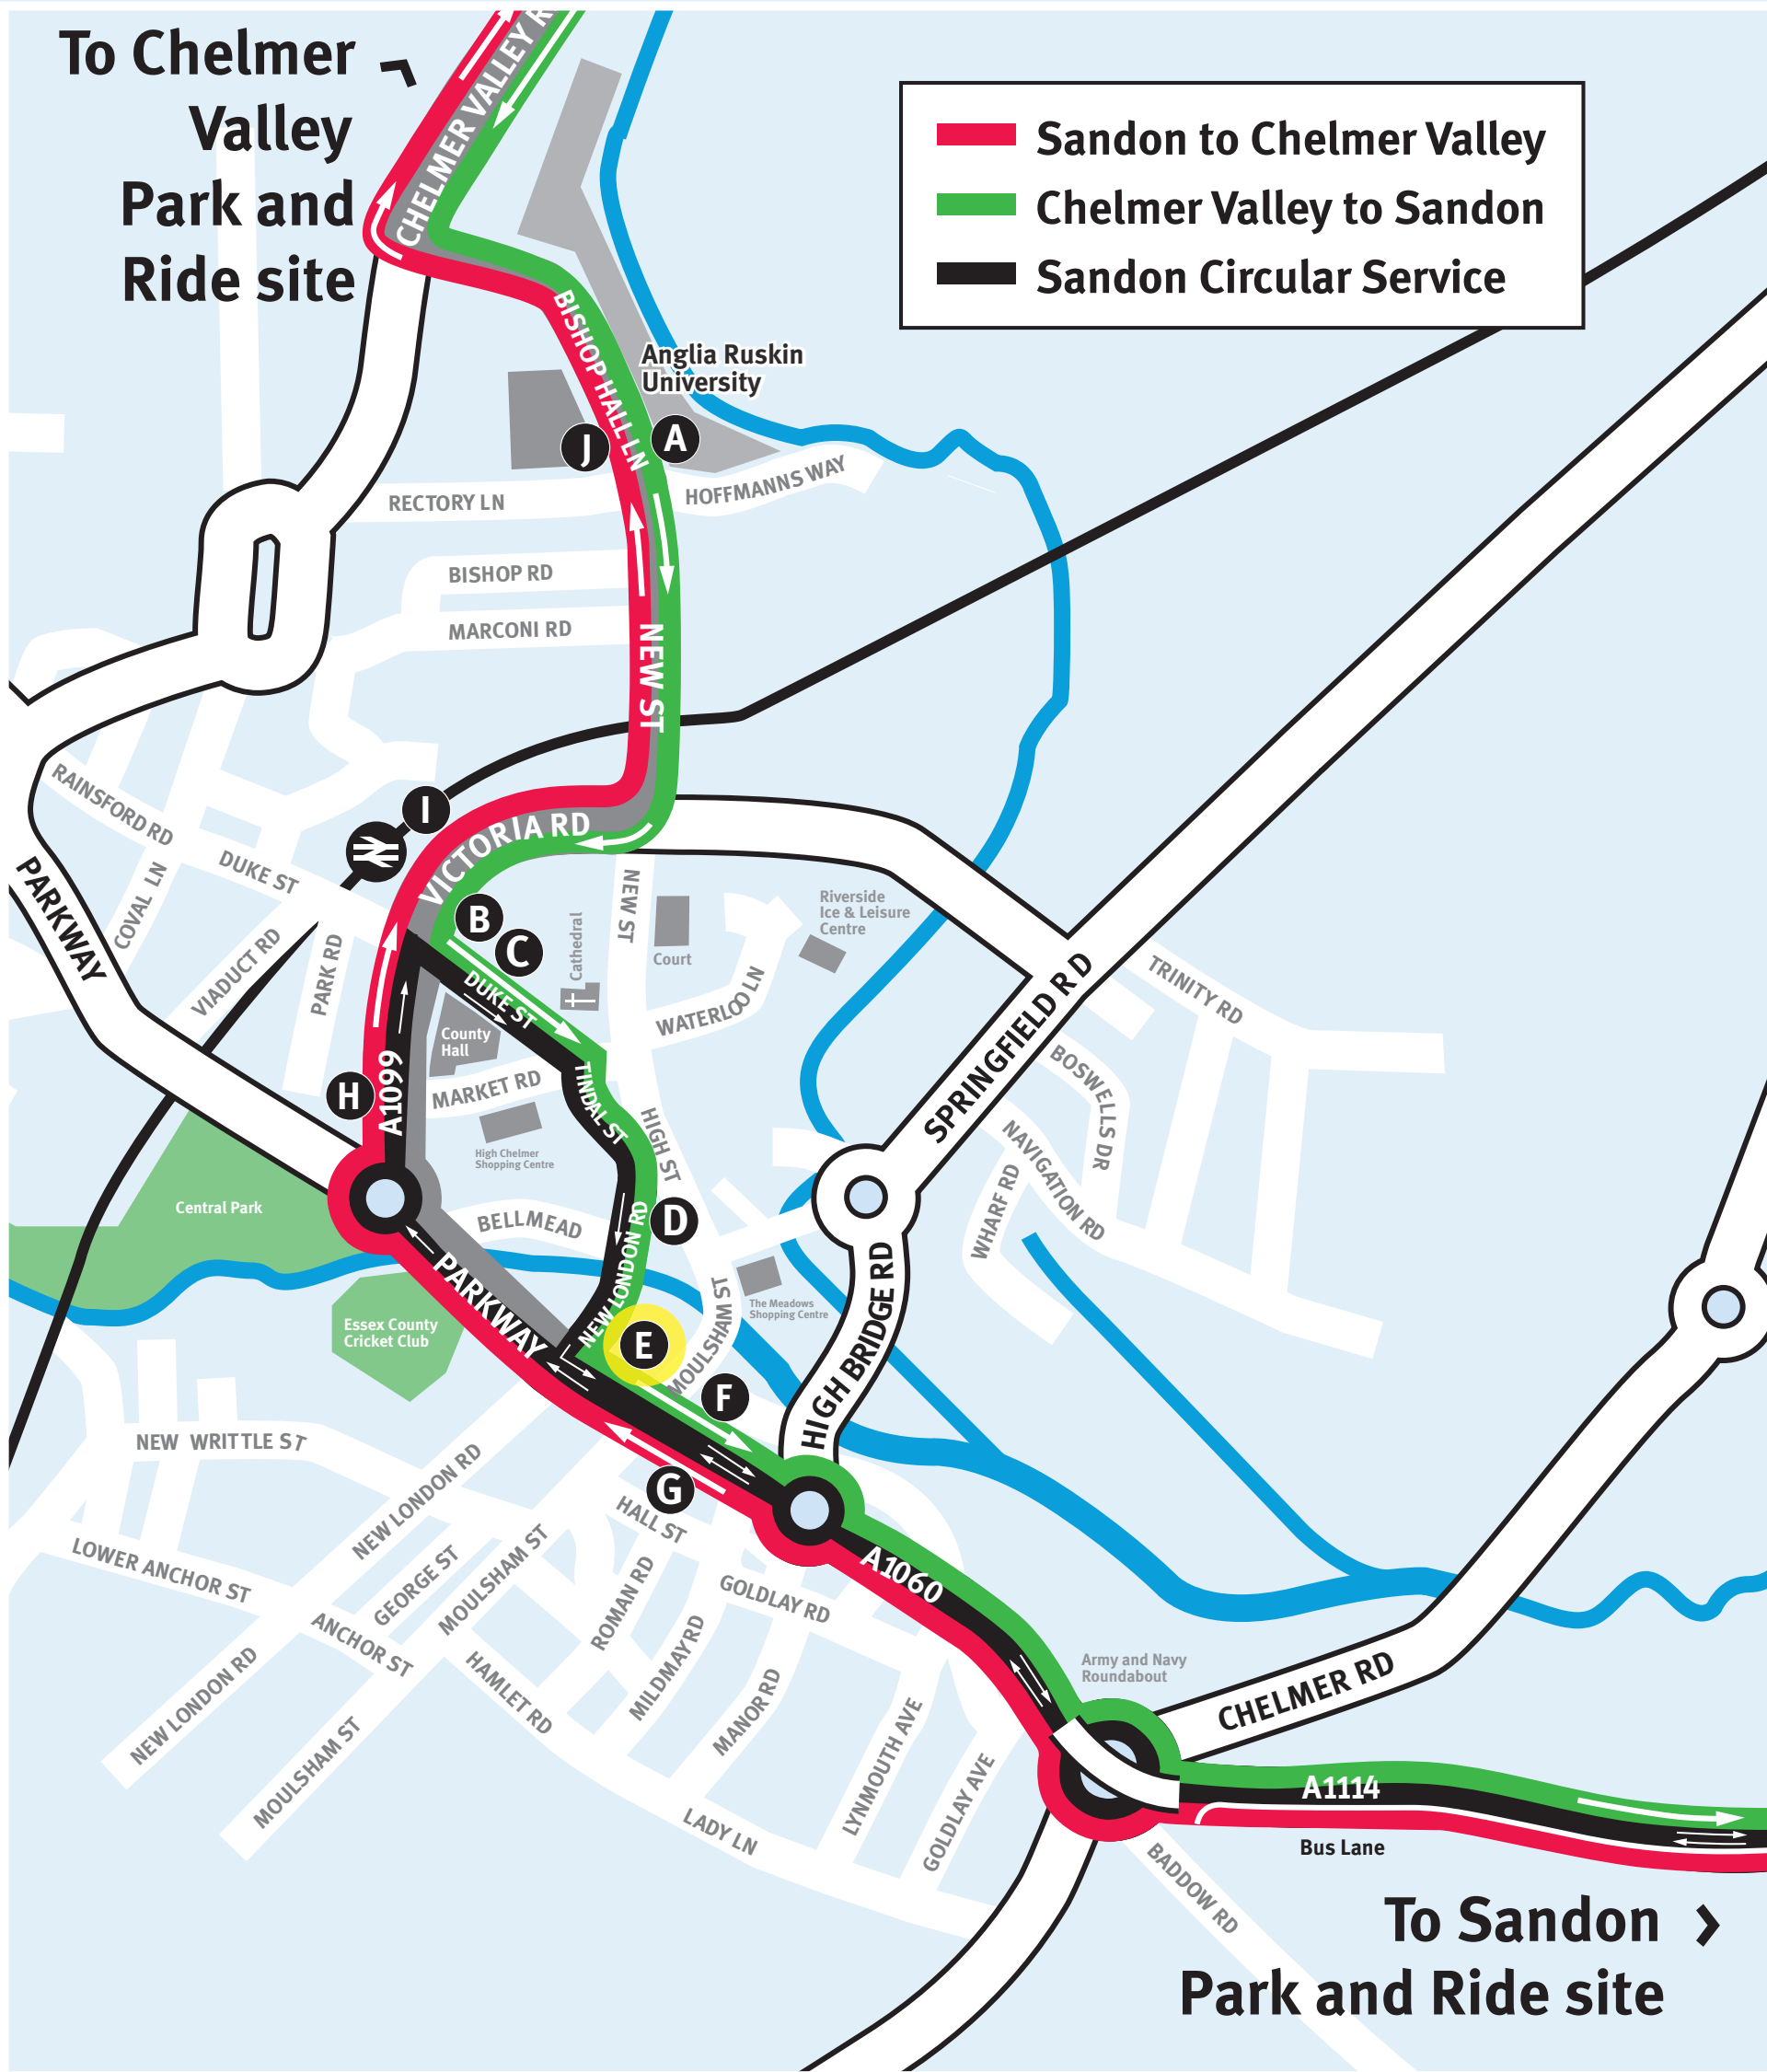 To Chelmer
Valley
Park and
Ride site
CHELMER VALLEY R
Sandon to Chelmer Valley
Chelmer Valley to Sandon
Sandon Circular Service
BISHOP HALL LN
Anglia Ruskin
University
J
A
RECTORY LN
HOFFMANNS WAY
BISHOP RD
MARCONI RD
NEW ST
RAINSFORD RD
I
VICTORIA RD
PARKWAY
COVAL LN
DUKE ST
VIADUCT RD
PARK RD
B
C
Cathedral
NEW ST
Court
Riverside
Ice & Leisure
Centre
DUKE ST
WATERLOO LN
TRINITY RD
SPRINGFIELD RD
County
Hall
H
A1099
MARKET RD
TINDAL ST
HIGH ST
BOSWELLS DR
High Chelmer
Shopping Centre
NAVIGATION RD
WHARF RD
Central Park
BELLMEAD
D
NEW LONDON RD
HIGH BRIDGE RD
PARKWAY
The Meadows
Shopping Centre
MOULSHAM ST
Essex County
Cricket Club
E
F
NEW WRITTLE ST
G
NEW LONDON RD
HALL ST
LOWER ANCHOR ST
GEORGE ST
MOULSHAM ST
ROMAN RD
GOLDLAY RD
A1060
ANCHOR ST
MILDMAY RD
NEW LONDON RD
HAMLET RD
MANOR RD
Army and Navy
Roundabout
CHELMER RD
MOULSHAM ST
LYNMOUTH AVE
GOLDLAY AVE
LADY LN
A1114
Bus Lane
BADDOW RD
To Sandon
Park and Ride site